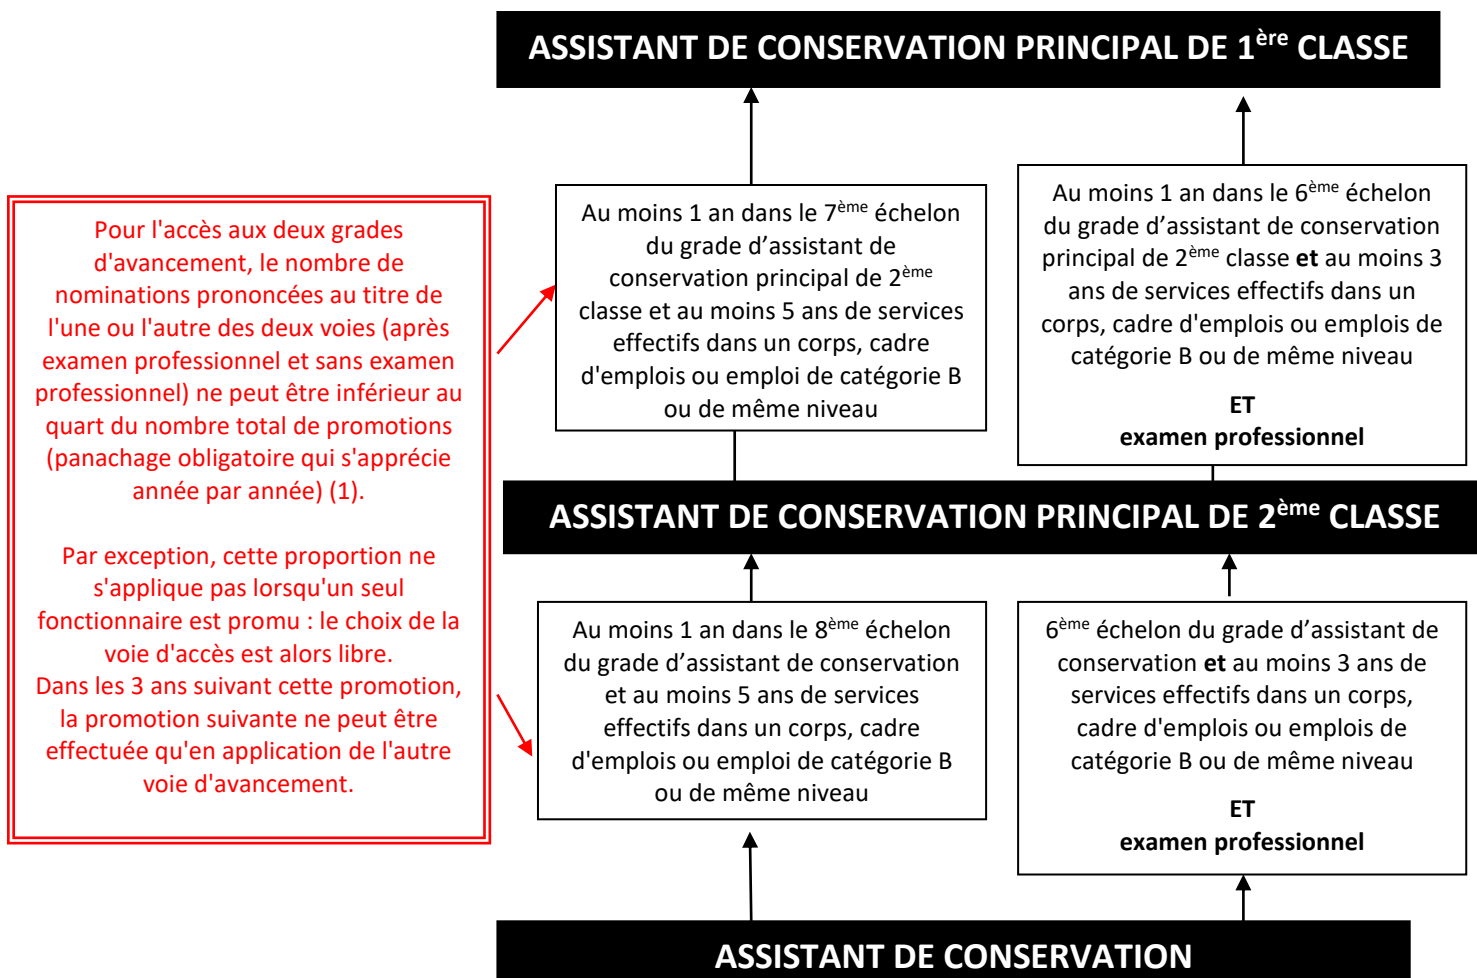 ASSISTANT DE CONSERVATION PRINCIPAL DE 1ère CLASSE
Pour l'accès aux deux grades
d'avancement, le nombre de
nominations prononcées au titre de
l'une ou l'autre des deux voies (après
examen professionnel et sans examen
professionnel) ne peut être inférieur au
quart du nombre total de promotions
(panachage obligatoire qui s'apprécie
année par année) (1).
Par exception, cette proportion ne
s'applique pas lorsqu'un seul
fonctionnaire est promu : le choix de la
voie d'accès est alors libre.
Dans les 3 ans suivant cette promotion,
la promotion suivante ne peut être
effectuée qu'en application de l'autre
voie d'avancement.
Au moins 1 an dans le 7ème échelon
du grade d’assistant de
conservation principal de 2ème
classe et au moins 5 ans de services
effectifs dans un corps, cadre
d'emplois ou emploi de catégorie B
ou de même niveau
Au moins 1 an dans le 6ème échelon
du grade d’assistant de conservation
principal de 2ème classe et au moins 3
ans de services effectifs dans un
corps, cadre d'emplois ou emplois de
catégorie B ou de même niveau
ET
examen professionnel
ASSISTANT DE CONSERVATION PRINCIPAL DE 2ème CLASSE
Au moins 1 an dans le 8ème échelon
du grade d’assistant de conservation
et au moins 5 ans de services
effectifs dans un corps, cadre
d'emplois ou emploi de catégorie B
ou de même niveau
6ème échelon du grade d’assistant de
conservation et au moins 3 ans de
services effectifs dans un corps,
cadre d'emplois ou emplois de
catégorie B ou de même niveau
ET
examen professionnel
ASSISTANT DE CONSERVATION